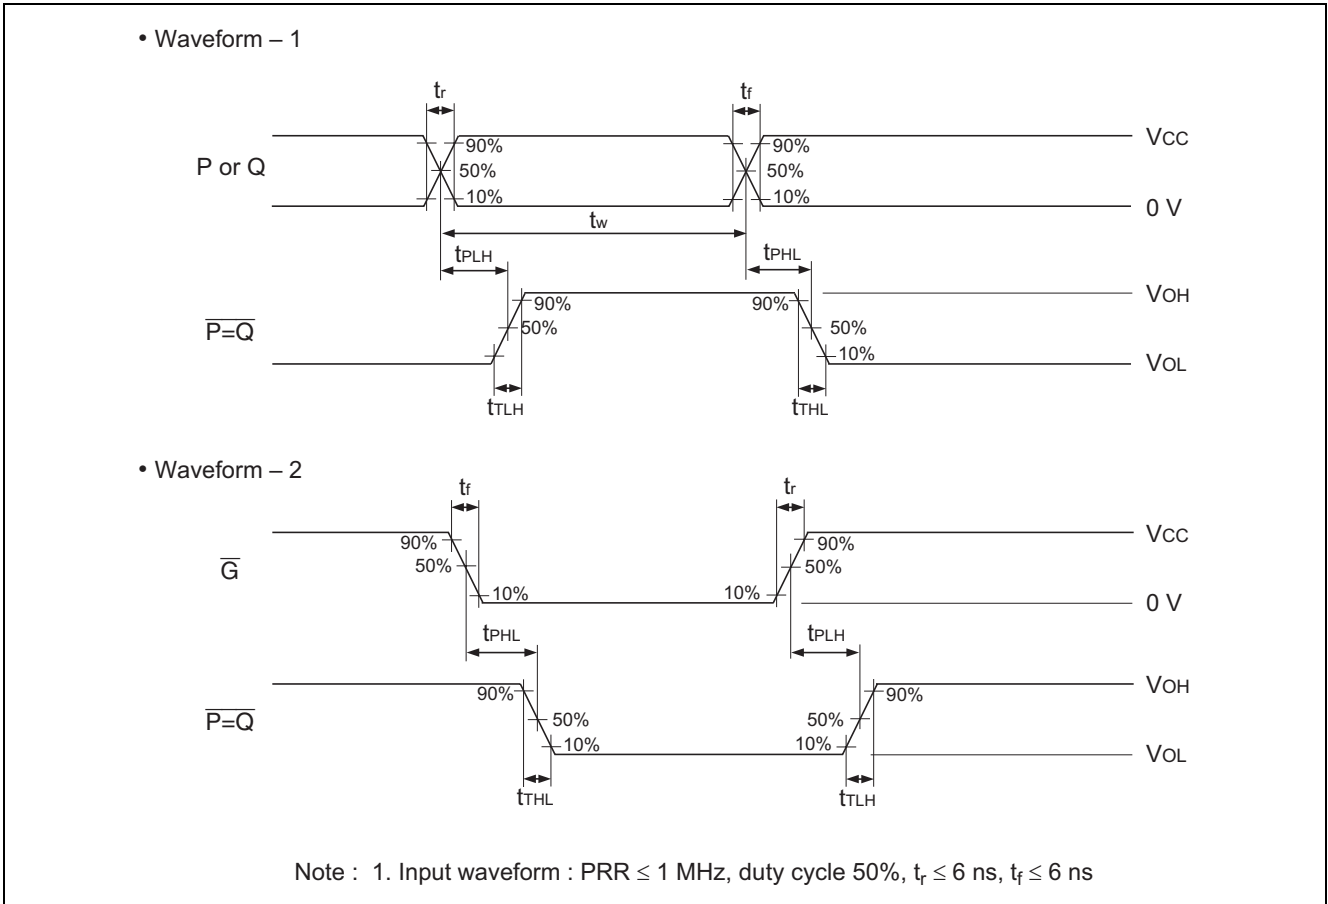 • Waveform – 1
tr tf
P or Q
90% 90% VCC
50% 50%
10% 10% 0 V
tw
tPLH tPHL
P=Q
90% 90% VOH
50% 50%
10% VOL
tTLH tTHL
• Waveform – 2
tf tr
G
90% 90% VCC
50% 50%
10% 10% 0 V
tPHL tPLH
P=Q
90% 90% VOH
50% 50%
10% 10% VOL
tTHL tTLH
Note : 1. Input waveform : PRR ≤ 1 MHz, duty cycle 50%, tr ≤ 6 ns, tf ≤ 6 ns